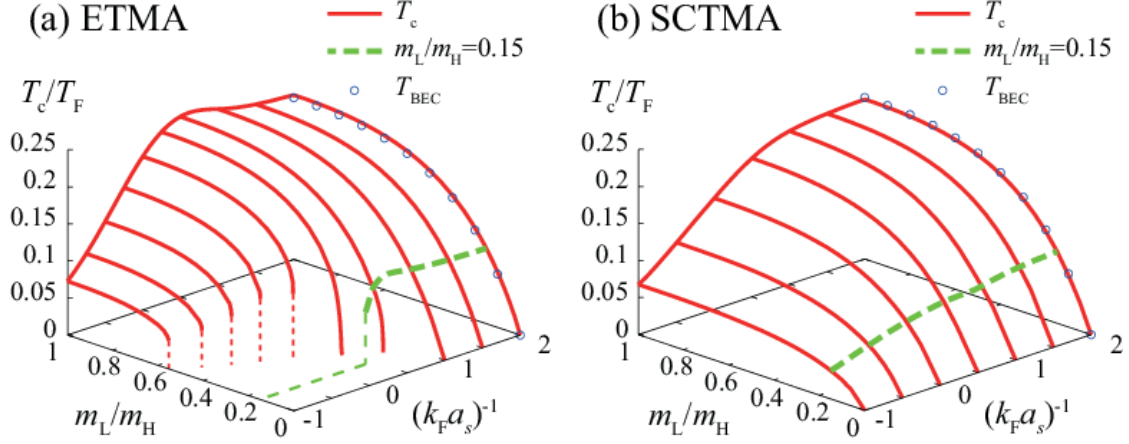 (a) ETMA
T_c
m_L/m_H=0.15
T_BEC
T_c/T_F
0.25
0.2
0.15
0.1
0.05
0
1
0.8
0.6
0.4
0.2
0
m_L/m_H
-1
0
1
2
(k_F a_s)^-1
(b) SCTMA
T_c
m_L/m_H=0.15
T_BEC
T_c/T_F
0.25
0.2
0.15
0.1
0.05
0
1
0.8
0.6
0.4
0.2
0
m_L/m_H
-1
0
1
2
(k_F a_s)^-1